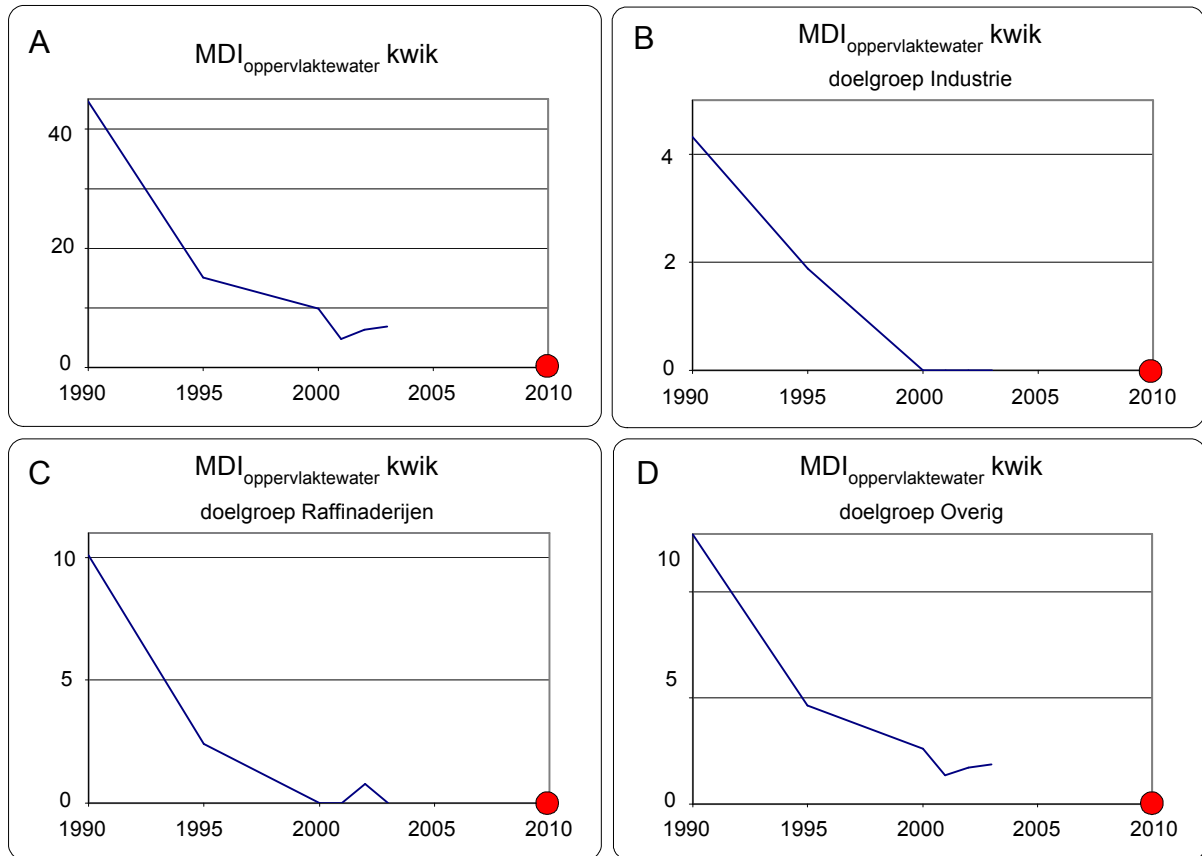 A
MDIoppervlaktewater kwik
40
20
0
1990 1995 2000 2005 2010
B
MDIoppervlaktewater kwik
doelgroep Industrie
4
2
0
1990 1995 2000 2005 2010
C
MDIoppervlaktewater kwik
doelgroep Raffinaderijen
10
5
0
1990 1995 2000 2005 2010
D
MDIoppervlaktewater kwik
doelgroep Overig
10
5
0
1990 1995 2000 2005 2010